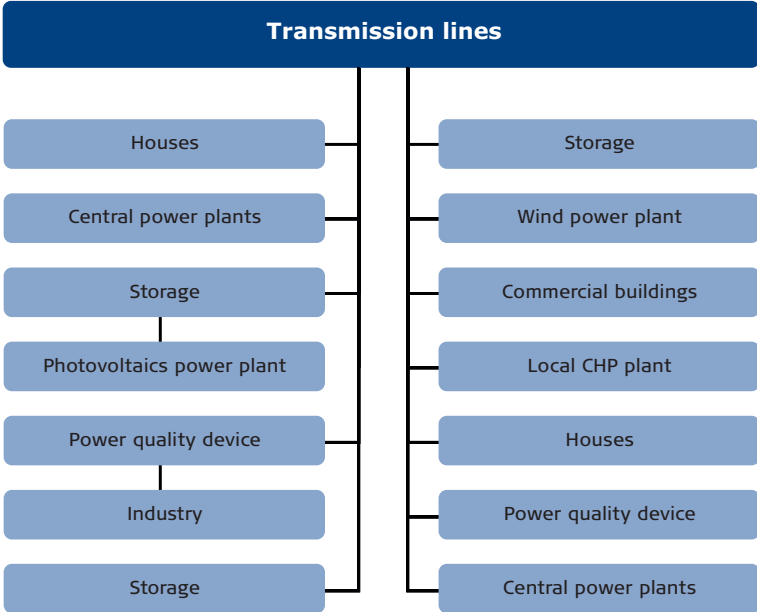 Transmission lines
Houses
Central power plants
Storage
Photovoltaics power plant
Power quality device
Industry
Storage
Storage
Wind power plant
Commercial buildings
Local CHP plant
Houses
Power quality device
Central power plants